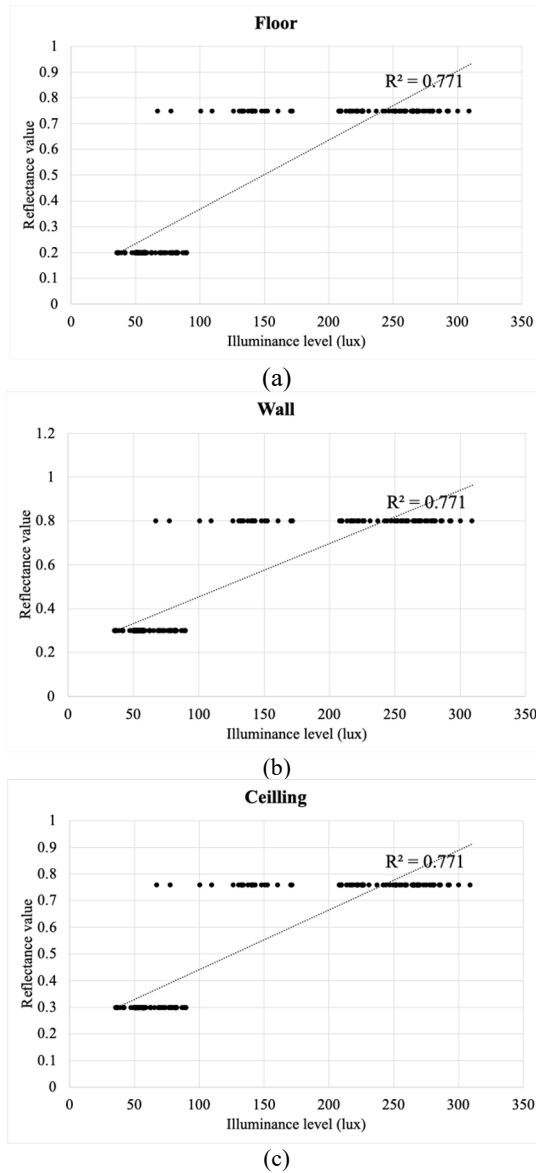 Floor
1
0.9
R² = 0.771
0.8
0.7
0.6
0.5
0.4
0.3
0.2
0.1
0
Reflectance value
0 50 100 150 200 250 300 350
Illuminance level (lux)
(a)
Wall
1.2
1
R² = 0.771
0.8
0.6
0.4
0.2
0
Reflectance value
0 50 100 150 200 250 300 350
Illuminance level (lux)
(b)
Ceilling
1
0.9
R² = 0.771
0.8
0.7
0.6
0.5
0.4
0.3
0.2
0.1
0
Reflectance value
0 50 100 150 200 250 300 350
Illuminance level (lux)
(c)